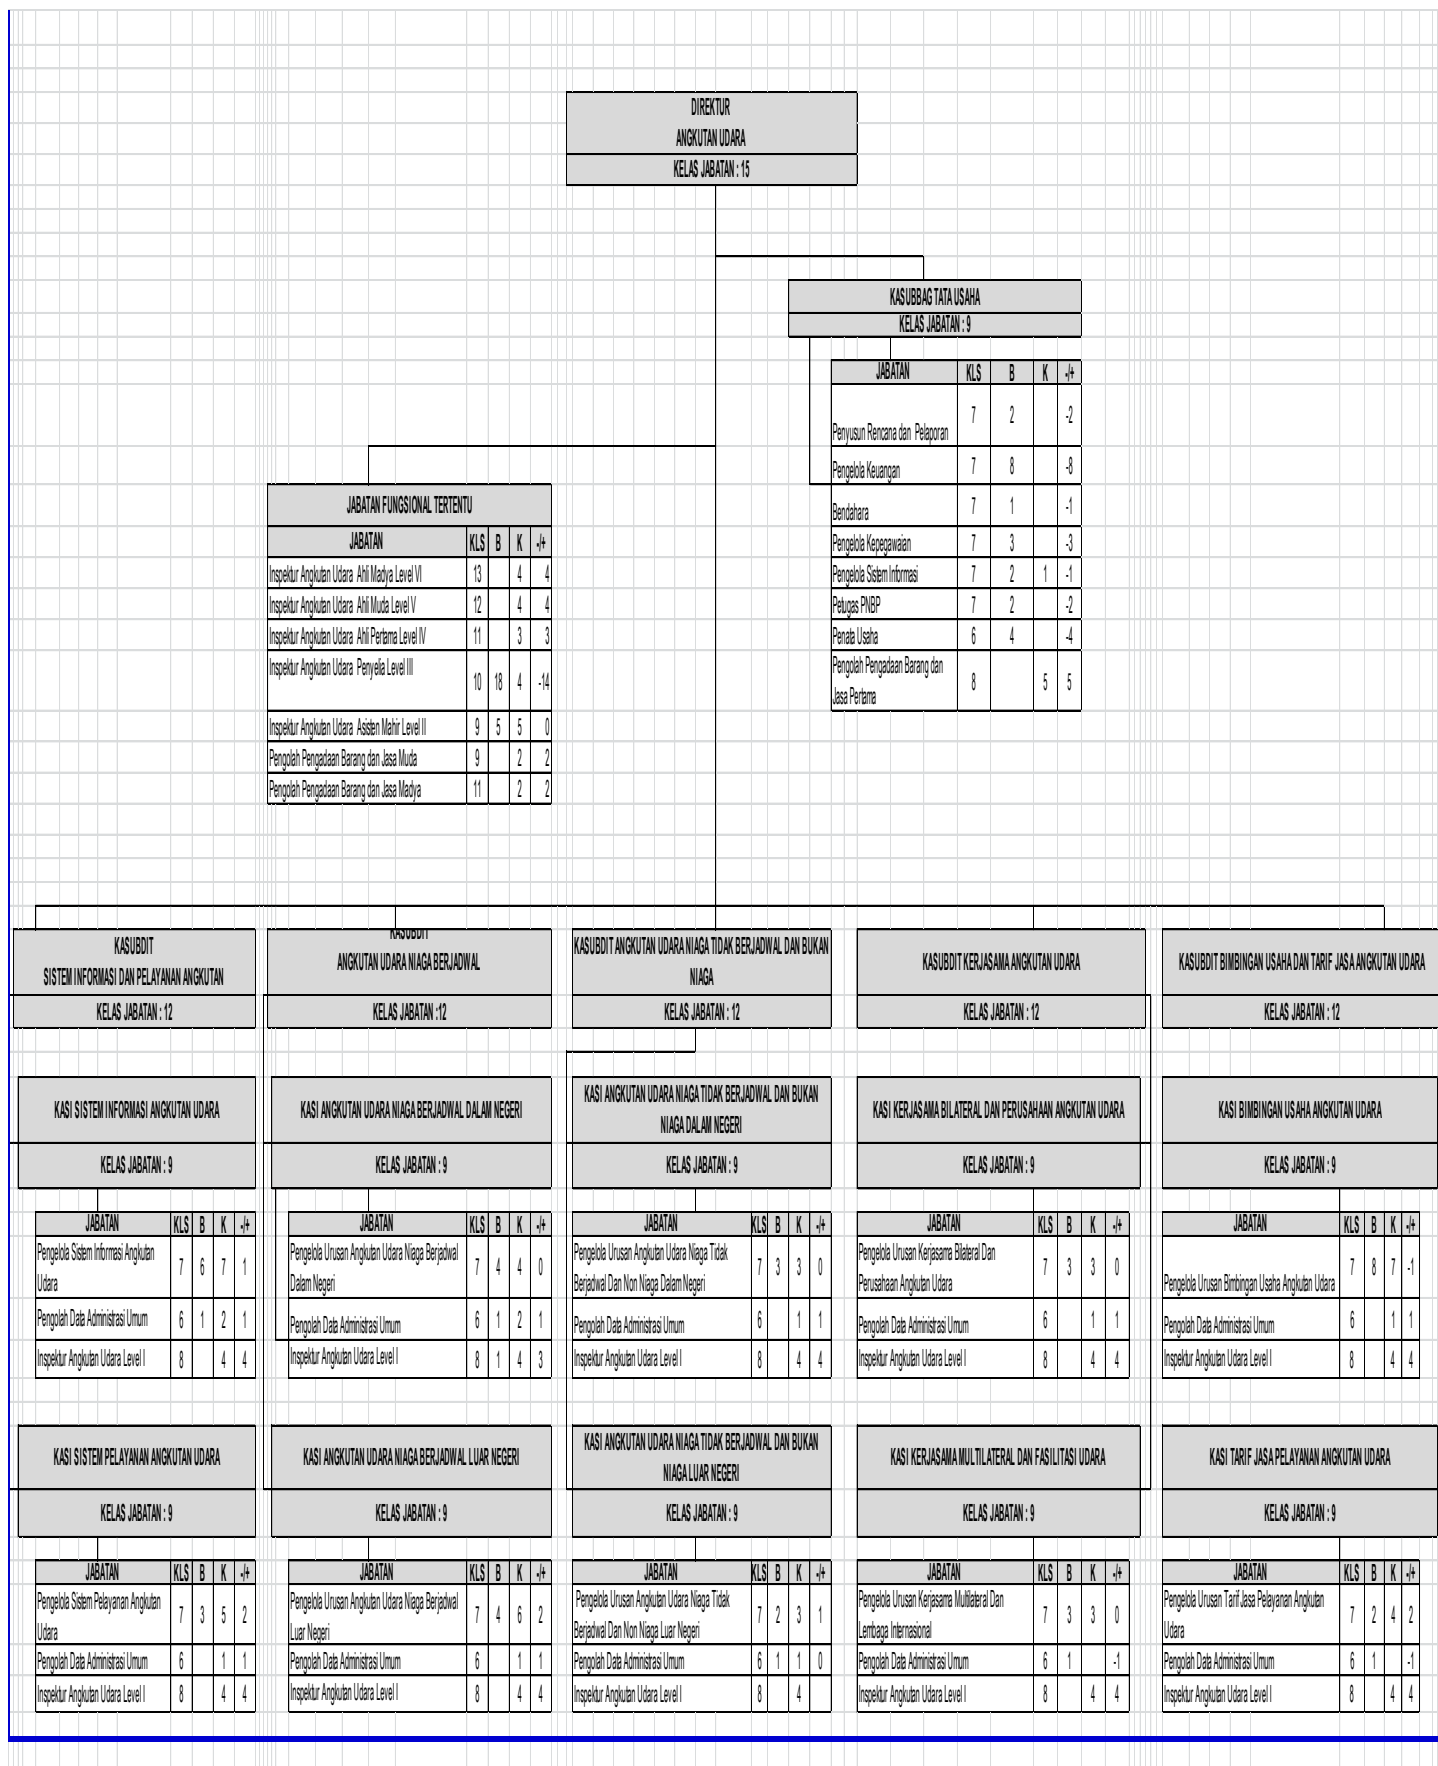 DIREKTUR
ANGKUTAN UDARA
KELAS JABATAN : 15
KASUBBAG TATA USAHA
KELAS JABATAN : 9
JABATAN KLS B K -/+
Penyusun Rencana dan Pelaporan 7 2 -2
Pengelola Keuangan 7 8 -8
Bendahara 7 1 -1
Pengelola Kepegawaian 7 3 -3
Pengelola Sistem Informasi 7 2 1 -1
Petugas PNBP 7 2 -2
Penata Usaha 6 4 -4
Pengolah Pengadaan Barang dan
Jasa Pertama 8 5 5
JABATAN FUNGSIONAL TERTENTU
JABATAN KLS B K -/+
Inspektur Angkutan Udara Ahli Madya Level VI 13 4 4
Inspektur Angkutan Udara Ahli Muda Level V 12 4 4
Inspektur Angkutan Udara Ahli Pertama Level IV 11 3 3
Inspektur Angkutan Udara Penyelia Level III 10 18 4 -14
Inspektur Angkutan Udara Asisten Mahir Level II 9 5 5 0
Pengolah Pengadaan Barang dan Jasa Muda 9 2 2
Pengolah Pengadaan Barang dan Jasa Madya 11 2 2
KASUBDIT
SISTEM INFORMASI DAN PELAYANAN ANGKUTAN
KELAS JABATAN : 12
KASI SISTEM INFORMASI ANGKUTAN UDARA
KELAS JABATAN : 9
JABATAN KLS B K -/+
Pengelola Sistem Informasi Angkutan
Udara 7 6 7 1
Pengolah Data Administrasi Umum 6 1 2 1
Inspektur Angkutan Udara Level I 8 4 4
KASI SISTEM PELAYANAN ANGKUTAN UDARA
KELAS JABATAN : 9
JABATAN KLS B K -/+
Pengelola Sistem Pelayanan Angkutan
Udara 7 3 5 2
Pengolah Data Administrasi Umum 6 1 1
Inspektur Angkutan Udara Level I 8 4 4
KASUBDIT
ANGKUTAN UDARA NIAGA BERJADWAL
KELAS JABATAN :12
KASI ANGKUTAN UDARA NIAGA BERJADWAL DALAM NEGERI
KELAS JABATAN : 9
JABATAN KLS B K -/+
Pengelola Urusan Angkutan Udara Niaga Berjadwal
Dalam Negeri 7 4 4 0
Pengolah Data Administrasi Umum 6 1 2 1
Inspektur Angkutan Udara Level I 8 1 4 3
KASI ANGKUTAN UDARA NIAGA BERJADWAL LUAR NEGERI
KELAS JABATAN : 9
JABATAN KLS B K -/+
Pengelola Urusan Angkutan Udara Niaga Berjadwal
Luar Negeri 7 4 6 2
Pengolah Data Administrasi Umum 6 1 1
Inspektur Angkutan Udara Level I 8 4 4
KASUBDIT ANGKUTAN UDARA NIAGA TIDAK BERJADWAL DAN BUKAN
NIAGA
KELAS JABATAN : 12
KASI ANGKUTAN UDARA NIAGA TIDAK BERJADWAL DAN BUKAN
NIAGA DALAM NEGERI
KELAS JABATAN : 9
JABATAN KLS B K -/+
Pengelola Urusan Angkutan Udara Niaga Tidak
Berjadwal Dan Non Niaga Dalam Negeri 7 3 3 0
Pengolah Data Administrasi Umum 6 1 1
Inspektur Angkutan Udara Level I 8 4 4
KASI ANGKUTAN UDARA NIAGA TIDAK BERJADWAL DAN BUKAN
NIAGA LUAR NEGERI
KELAS JABATAN : 9
JABATAN KLS B K -/+
Pengelola Urusan Angkutan Udara Niaga Tidak
Berjadwal Dan Non Niaga Luar Negeri 7 2 3 1
Pengolah Data Administrasi Umum 6 1 1 0
Inspektur Angkutan Udara Level I 8 4
KASUBDIT KERJASAMA ANGKUTAN UDARA
KELAS JABATAN : 12
KASI KERJASAMA BILATERAL DAN PERUSAHAAN ANGKUTAN UDARA
KELAS JABATAN : 9
JABATAN KLS B K -/+
Pengelola Urusan Kerjasama Bilateral Dan
Perusahaan Angkutan Udara 7 3 3 0
Pengolah Data Administrasi Umum 6 1 1
Inspektur Angkutan Udara Level I 8 4 4
KASI KERJASAMA MULTILATERAL DAN FASILITASI UDARA
KELAS JABATAN : 9
JABATAN KLS B K -/+
Pengelola Urusan Kerjasama Multilateral Dan
Lembaga Internasional 7 3 3 0
Pengolah Data Administrasi Umum 6 1 -1
Inspektur Angkutan Udara Level I 8 4 4
KASUBDIT BIMBINGAN USAHA DAN TARIF JASA ANGKUTAN UDARA
KELAS JABATAN : 12
KASI BIMBINGAN USAHA ANGKUTAN UDARA
KELAS JABATAN : 9
JABATAN KLS B K -/+
Pengelola Urusan Bimbingan Usaha Angkutan Udara 7 8 7 -1
Pengolah Data Administrasi Umum 6 1 1
Inspektur Angkutan Udara Level I 8 4 4
KASI TARIF JASA PELAYANAN ANGKUTAN UDARA
KELAS JABATAN : 9
JABATAN KLS B K -/+
Pengelola Urusan Tarif Jasa Pelayanan Angkutan
Udara 7 2 4 2
Pengolah Data Administrasi Umum 6 1 -1
Inspektur Angkutan Udara Level I 8 4 4